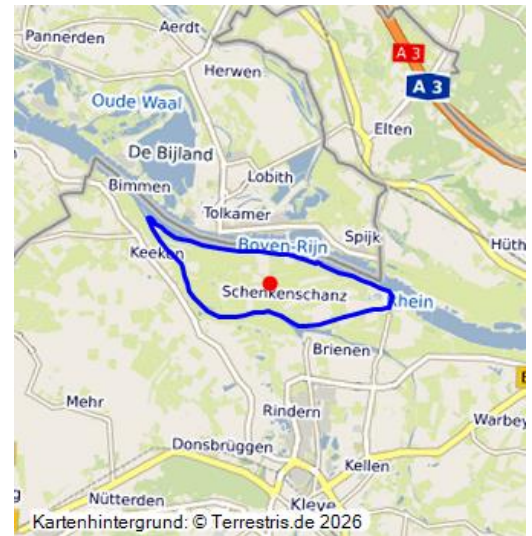 Pannerden
Aerdt
A 3
Herwen
A 3
Oude Waal
Elten
De Bijland
Lobith
Bimmen
Tolkamer
Boven-Rijn
Spijk
Hüth
Keeken
Schenkenschanz
Rhein
Brienen
Mehr
Rindern
Warbey
Donsbrüggen
Kellen
Nütterden
Kleve
Kartenhintergrund: © Terrestris.de 2026